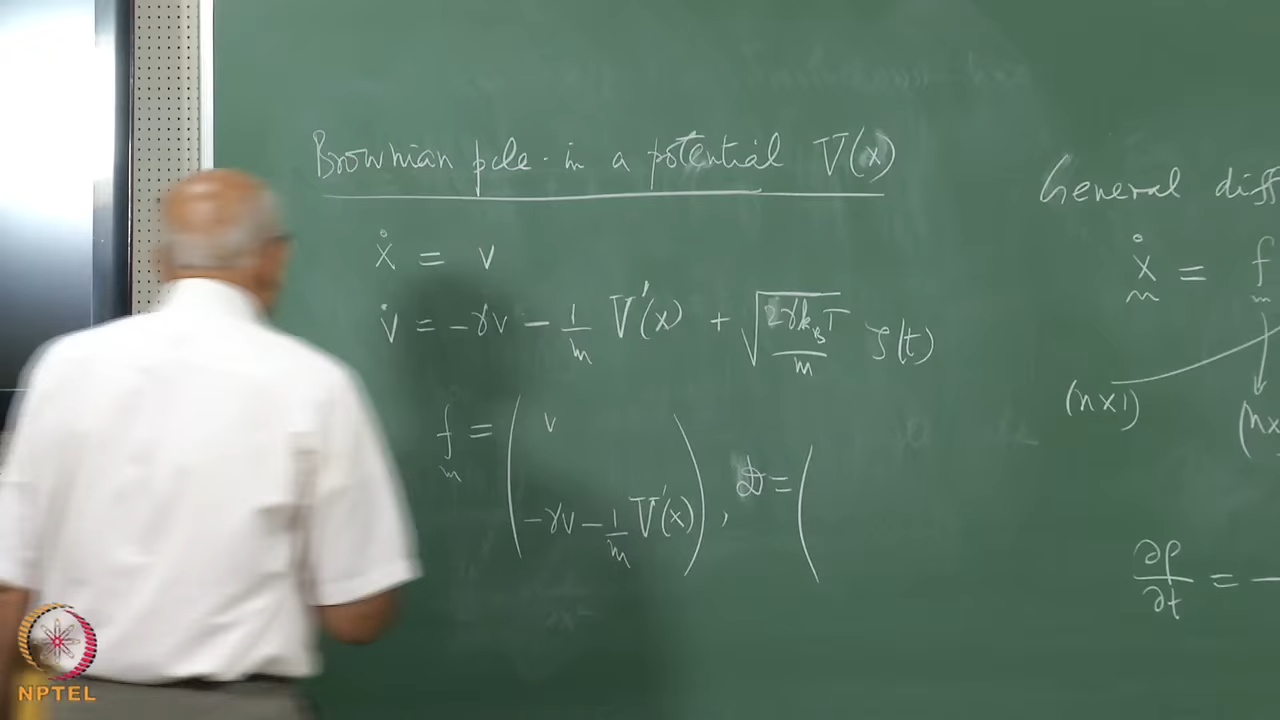 Brownian pcle. in a potential V(x)
ẋ = v
v̇ = -γv - 1/m V'(x) + √(2γk_BT/m) ζ(t)
f = ( v
-γv - 1/m V'(x) ), D = (
General diff
ẋ = f
(n×1)
(n×
∂ρ/∂t = -
NPTEL